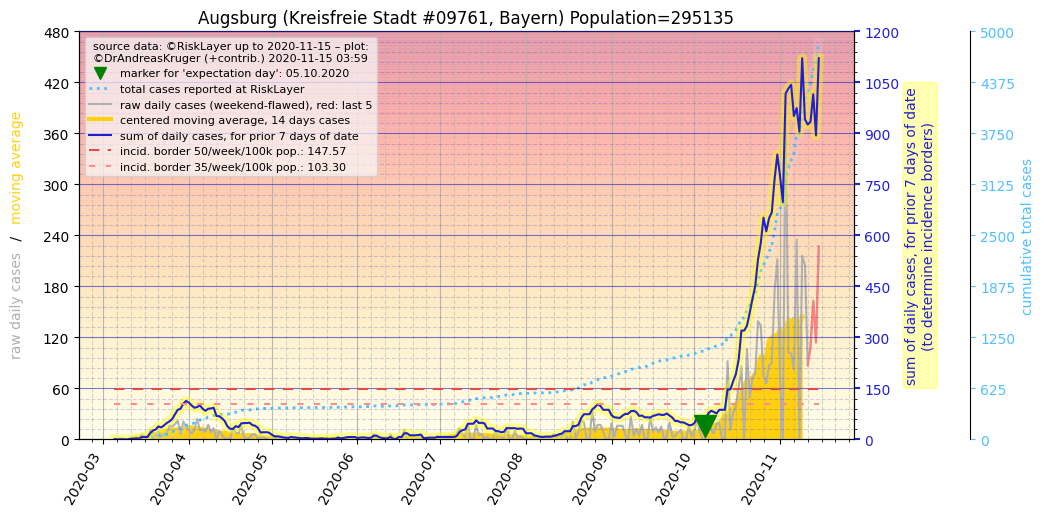 Augsburg (Kreisfreie Stadt #09761, Bayern) Population=295135
source data: ©RiskLayer up to 2020-11-15 – plot:
©DrAndreasKruger (+contrib.) 2020-11-15 03:59
marker for 'expectation day': 05.10.2020
total cases reported at RiskLayer
raw daily cases (weekend-flawed), red: last 5
centered moving average, 14 days cases
sum of daily cases, for prior 7 days of date
incid. border 50/week/100k pop.: 147.57
incid. border 35/week/100k pop.: 103.30
raw daily cases / moving average
480
420
360
300
240
180
120
60
0
1200
1050
900
750
600
450
300
150
0
sum of daily cases, for prior 7 days of date
(to determine incidence borders)
5000
4375
3750
3125
2500
1875
1250
625
0
cumulative total cases
2020-03
2020-04
2020-05
2020-06
2020-07
2020-08
2020-09
2020-10
2020-11